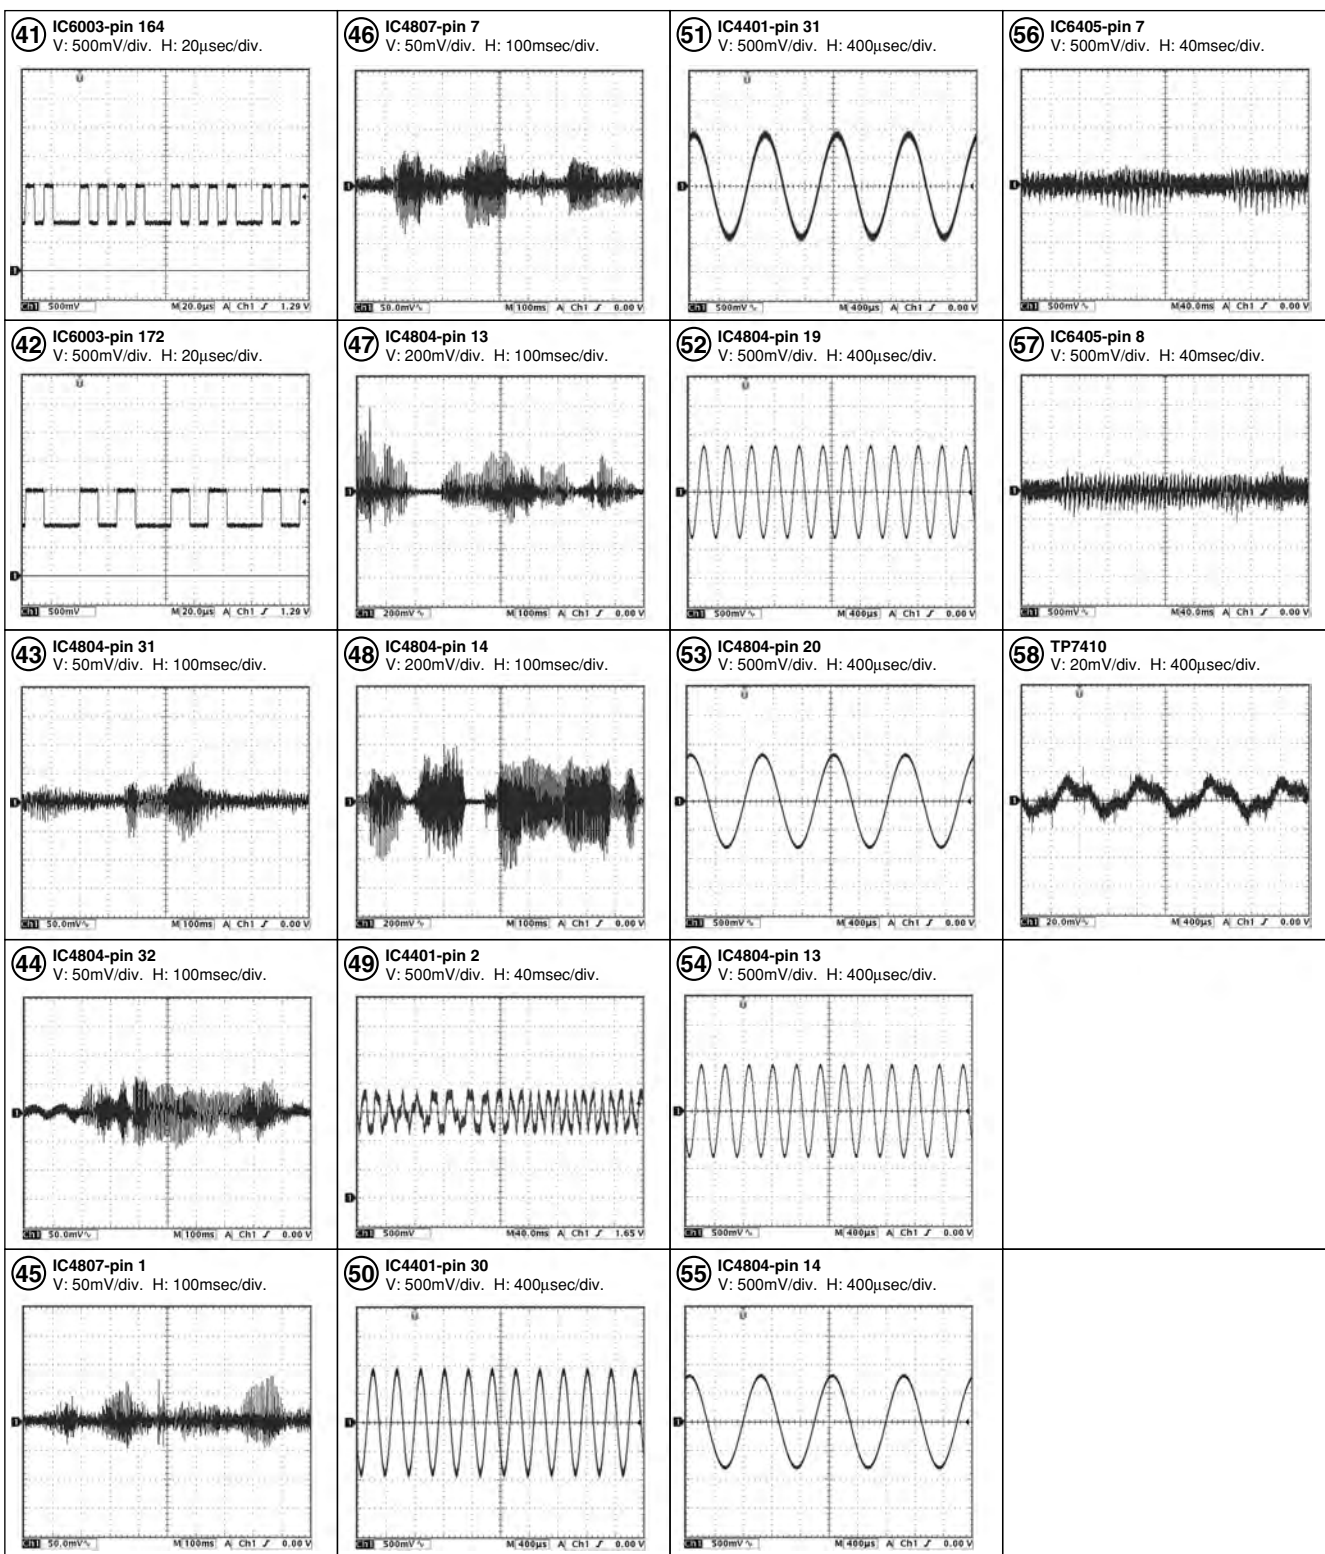 41 IC6003-pin 164
V: 500mV/div. H: 20µsec/div.
Ch1 500mV M 20.0µs A Ch1 1.29 V
42 IC6003-pin 172
V: 500mV/div. H: 20µsec/div.
Ch1 500mV M 20.0µs A Ch1 1.29 V
43 IC4804-pin 31
V: 50mV/div. H: 100msec/div.
Ch1 50.0mV M 100ms A Ch1 0.00 V
44 IC4804-pin 32
V: 50mV/div. H: 100msec/div.
Ch1 50.0mV M 100ms A Ch1 0.00 V
45 IC4807-pin 1
V: 50mV/div. H: 100msec/div.
Ch1 50.0mV M 100ms A Ch1 0.00 V
46 IC4807-pin 7
V: 50mV/div. H: 100msec/div.
Ch1 50.0mV M 100ms A Ch1 0.00 V
47 IC4804-pin 13
V: 200mV/div. H: 100msec/div.
Ch1 200mV M 100ms A Ch1 0.00 V
48 IC4804-pin 14
V: 200mV/div. H: 100msec/div.
Ch1 200mV M 100ms A Ch1 0.00 V
49 IC4401-pin 2
V: 500mV/div. H: 40msec/div.
Ch1 500mV M 40.0ms A Ch1 1.65 V
50 IC4401-pin 30
V: 500mV/div. H: 400µsec/div.
Ch1 500mV M 400µs A Ch1 0.00 V
51 IC4401-pin 31
V: 500mV/div. H: 400µsec/div.
Ch1 500mV M 400µs A Ch1 0.00 V
52 IC4804-pin 19
V: 500mV/div. H: 400µsec/div.
Ch1 500mV M 400µs A Ch1 0.00 V
53 IC4804-pin 20
V: 500mV/div. H: 400µsec/div.
Ch1 500mV M 400µs A Ch1 0.00 V
54 IC4804-pin 13
V: 500mV/div. H: 400µsec/div.
Ch1 500mV M 400µs A Ch1 0.00 V
55 IC4804-pin 14
V: 500mV/div. H: 400µsec/div.
Ch1 500mV M 400µs A Ch1 0.00 V
56 IC6405-pin 7
V: 500mV/div. H: 40msec/div.
Ch1 500mV M 40.0ms A Ch1 0.00 V
57 IC6405-pin 8
V: 500mV/div. H: 40msec/div.
Ch1 500mV M 40.0ms A Ch1 0.00 V
58 TP7410
V: 20mV/div. H: 400µsec/div.
Ch1 20.0mV M 400µs A Ch1 0.00 V